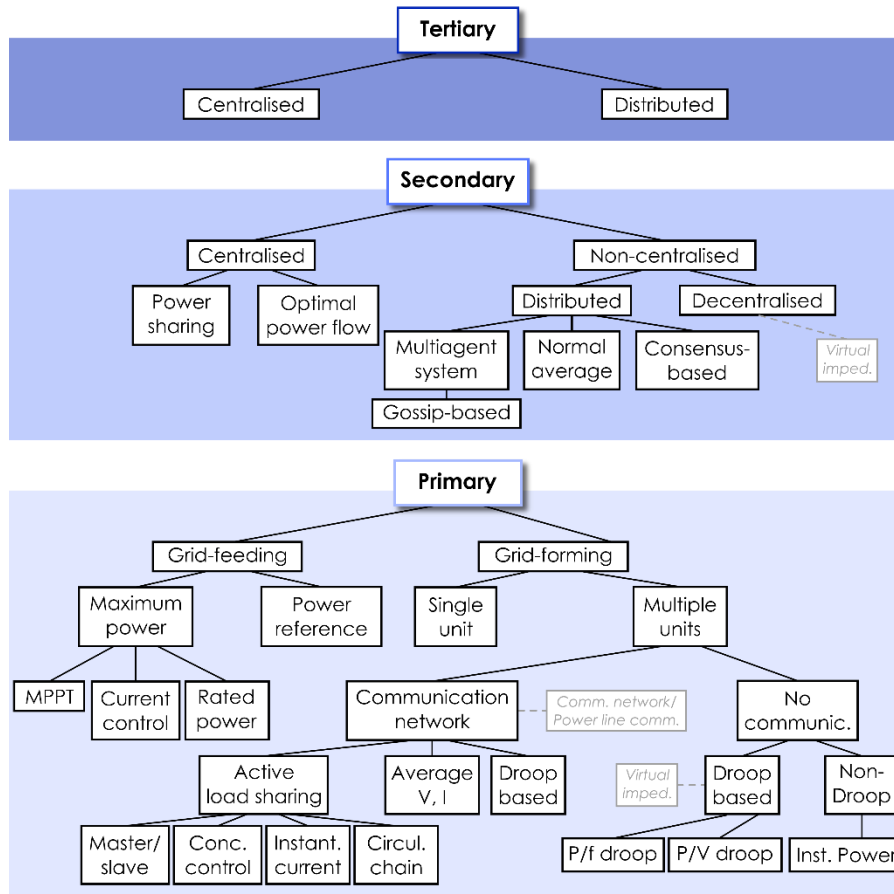 Tertiary
Centralised
Distributed
Secondary
Centralised
Non-centralised
Power
sharing
Optimal
power flow
Distributed
Decentralised
Multiagent
system
Normal
average
Consensus-
based
Virtual
imped.
Gossip-based
Primary
Grid-feeding
Grid-forming
Maximum
power
Power
reference
Single
unit
Multiple
units
MPPT
Current
control
Rated
power
Communication
network
Comm. network/
Power line comm.
No
communic.
Active
load sharing
Average
V, I
Droop
based
Virtual
imped.
Droop
based
Non-
Droop
Master/
slave
Conc.
control
Instant.
current
Circul.
chain
P/f droop
P/V droop
Inst. Power